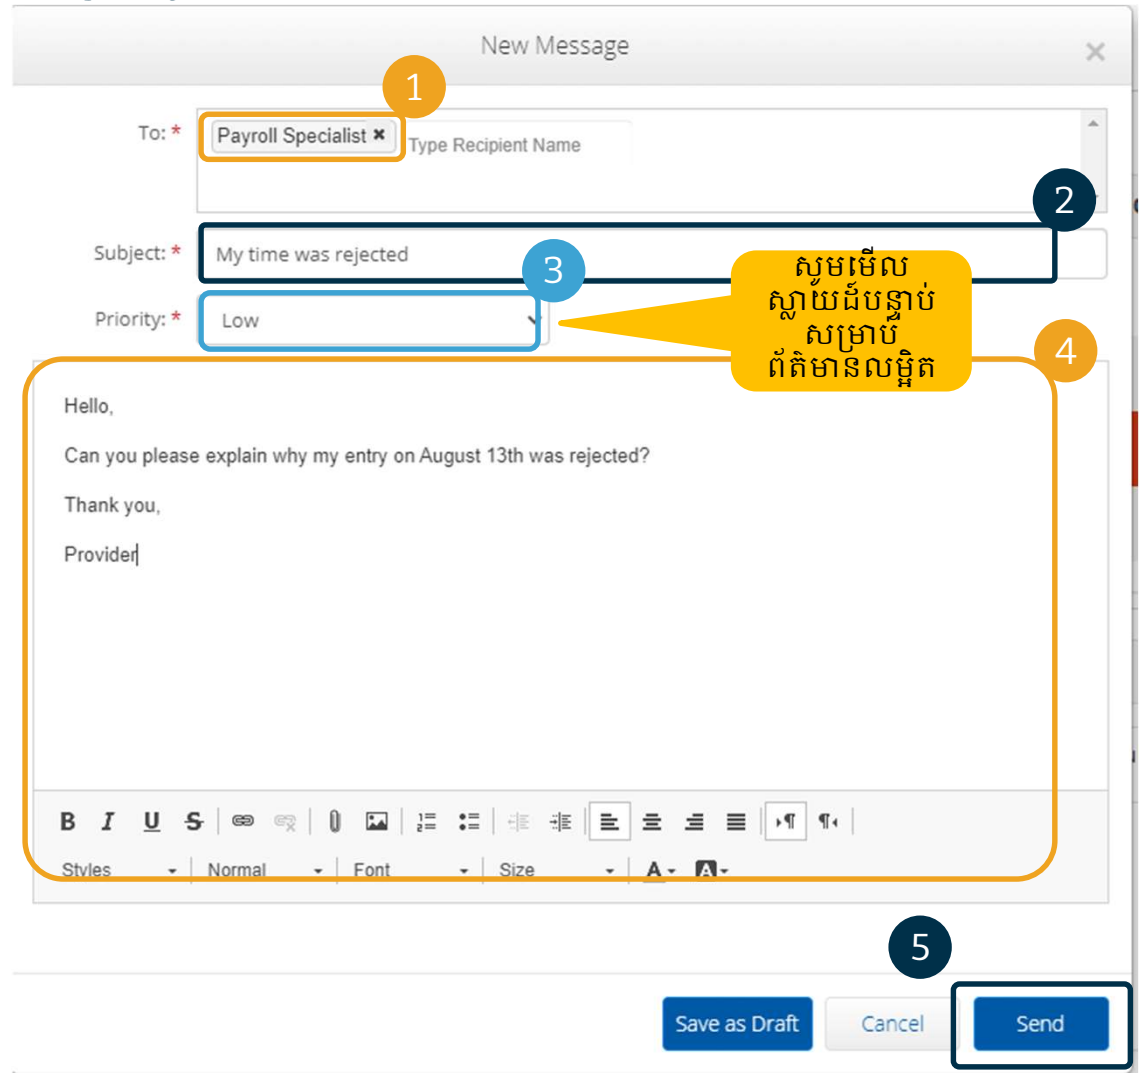 New Message ×
1
To: * Payroll Specialist ✖ Type Recipient Name
2
Subject: * My time was rejected
3
Priority: * Low
សូមមើល
ស្លាយដ៍បន្ទាប់
សម្រាប់
ព័ត៌មានលម្អិត
4
Hello,
Can you please explain why my entry on August 13th was rejected?
Thank you,
Provider
B I U S
Styles Normal Font Size A A
5
Save as Draft Cancel Send